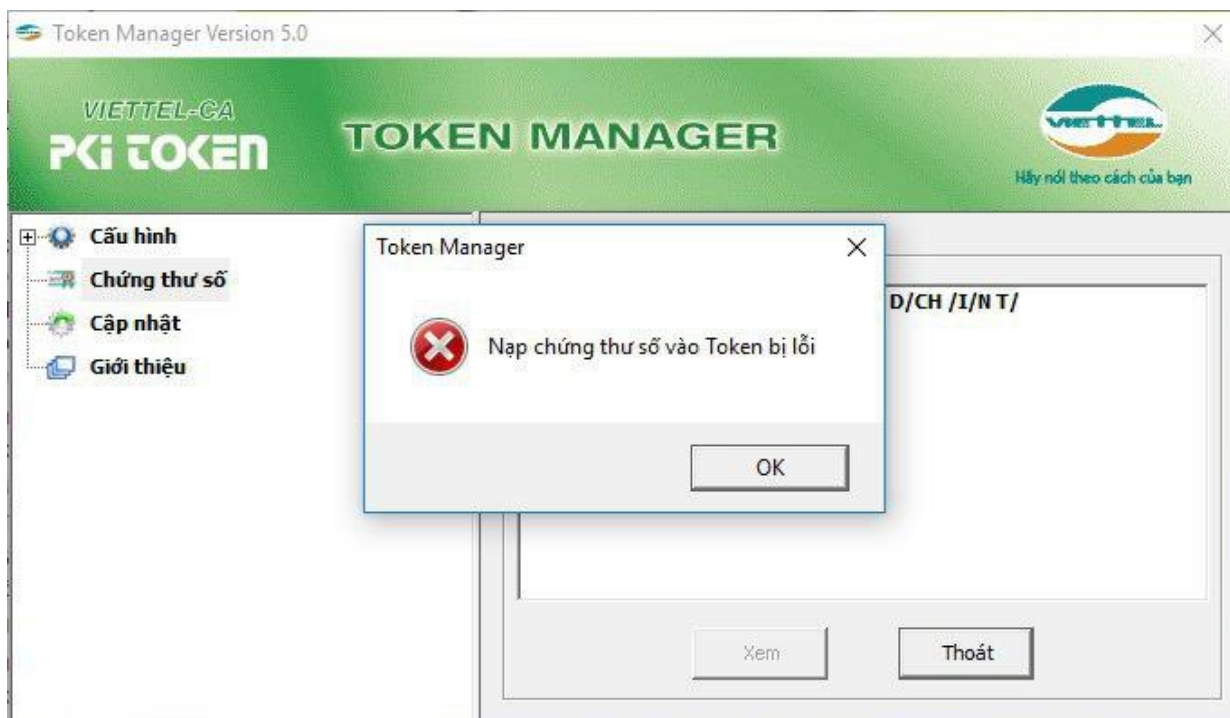 Token Manager Version 5.0
VIETTEL-CA
PKi TOKEN
TOKEN MANAGER
VIETTEL
Hãy nói theo cách của bạn
Cấu hình
Chứng thư số
Cập nhật
Giới thiệu
Token Manager
Nạp chứng thư số vào Token bị lỗi
OK
D/CH /I/N T/
Xem
Thoát